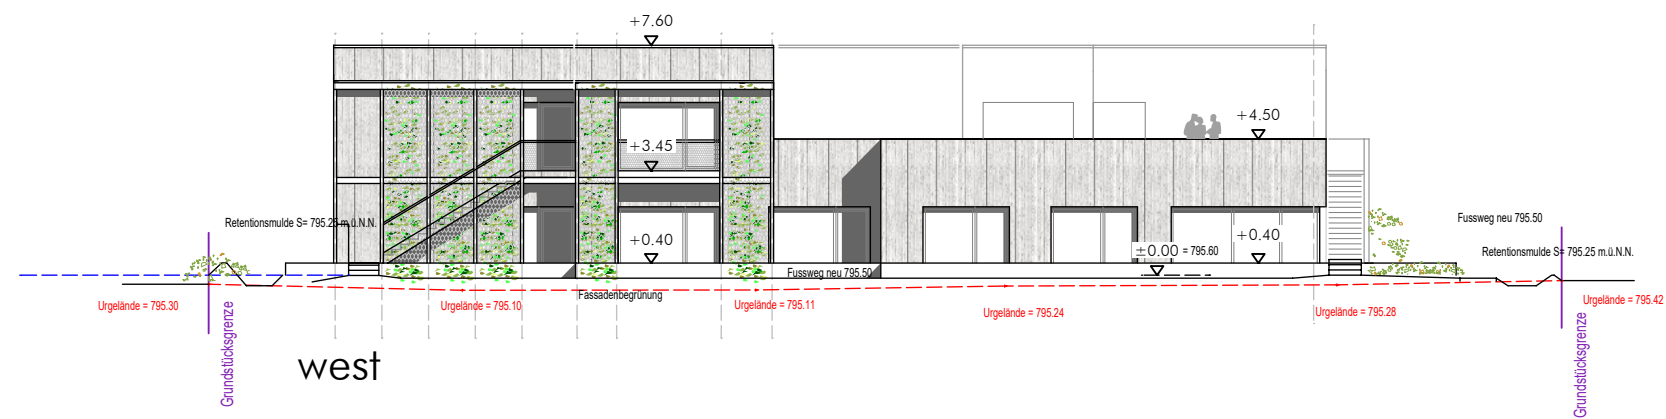 +7.60
+4.50
+3.45
Retentionsmulde S= 795.25 m.ü.N.N.
Fussweg neu 795.50
+0.40
±0.00 = 795.60
+0.40
Retentionsmulde S= 795.25 m.ü.N.N.
Fussweg neu 795.50
Fassadenbegrünung
Urgelände = 795.30
Urgelände = 795.10
Urgelände = 795.11
Urgelände = 795.24
Urgelände = 795.28
Urgelände = 795.42
Grundstücksgrenze
Grundstücksgrenze
west